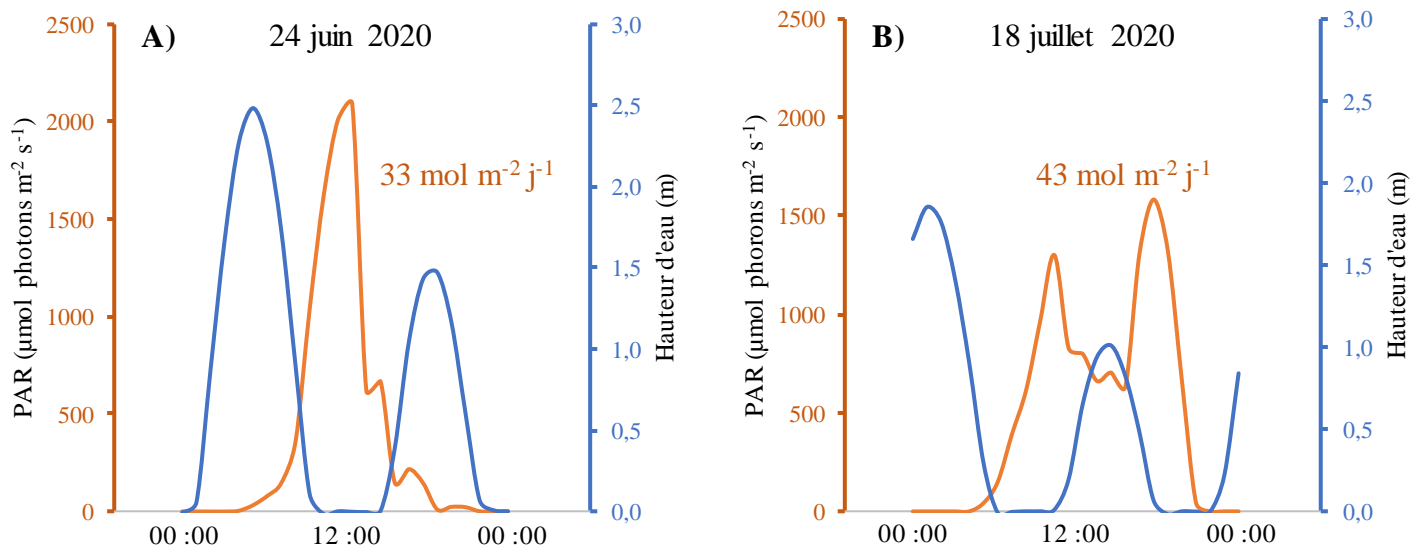 A) 24 juin 2020
PAR (µmol photons m-2 s-1)
2500
2000
1500
1000
500
0
33 mol m-2 j-1
3,0
2,5
2,0
1,5
1,0
0,5
0,0
Hauteur d'eau (m)
00 :00 12 :00 00 :00
B) 18 juillet 2020
PAR (µmol phorons m-2 s-1)
2500
2000
1500
1000
500
0
43 mol m-2 j-1
3,0
2,5
2,0
1,5
1,0
0,5
0,0
Hauteur d'eau (m)
00 :00 12 :00 00 :00